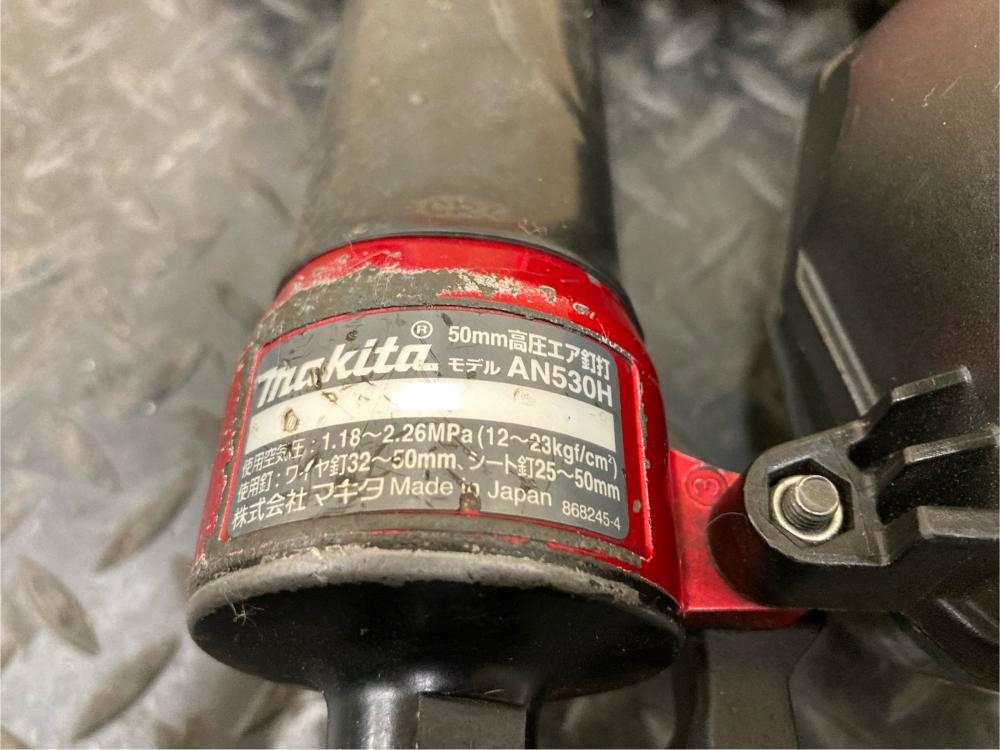 makita®
50mm高圧エア釘打
モデル AN530H
使用空気圧：1.18～2.26MPa(12～23kgf/cm²)
使用釘：ワイヤ釘32～50mm、シート釘25～50mm
株式会社 マキタ Made in Japan 868245-4
3